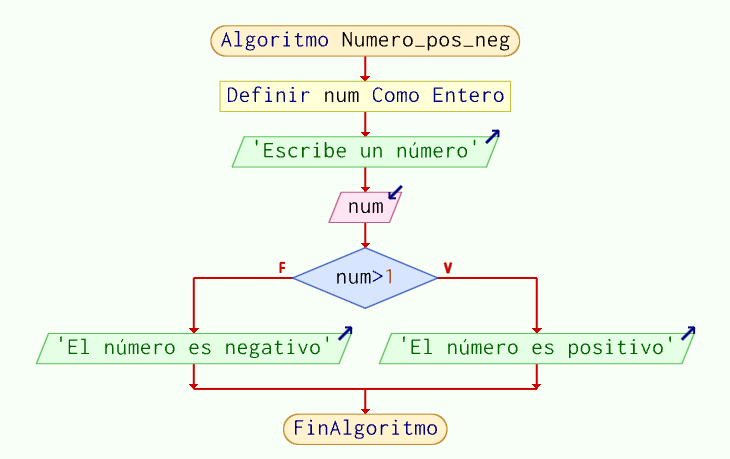 Algoritmo Numero_pos_neg
Definir num Como Entero
'Escribe un número'
num
num>1
F
V
'El número es negativo'
'El número es positivo'
FinAlgoritmo